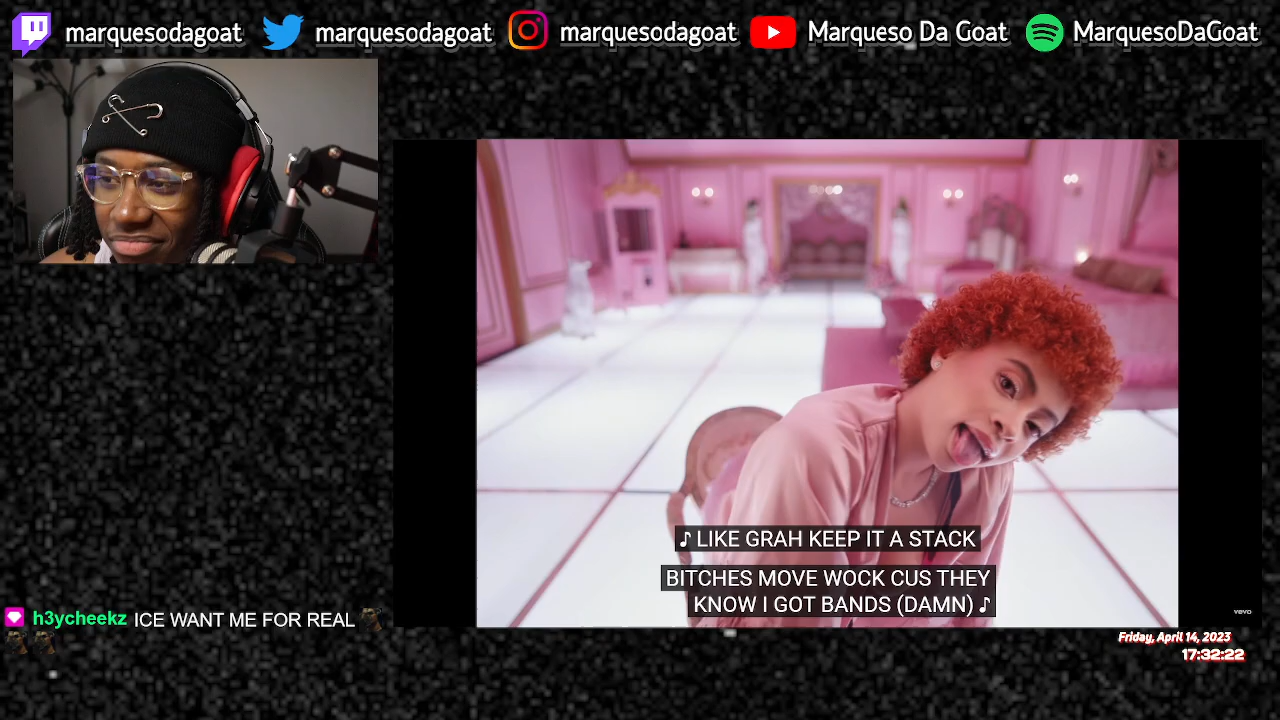 marquesodagoat marquesodagoat marquesodagoat Marqueso Da Goat MarquesoDaGoat
♪ LIKE GRAH KEEP IT A STACK
BITCHES MOVE WOCK CUS THEY
KNOW I GOT BANDS (DAMN) ♪
vevo
h3ycheekz ICE WANT ME FOR REAL
Friday, April 14, 2023
17:32:22